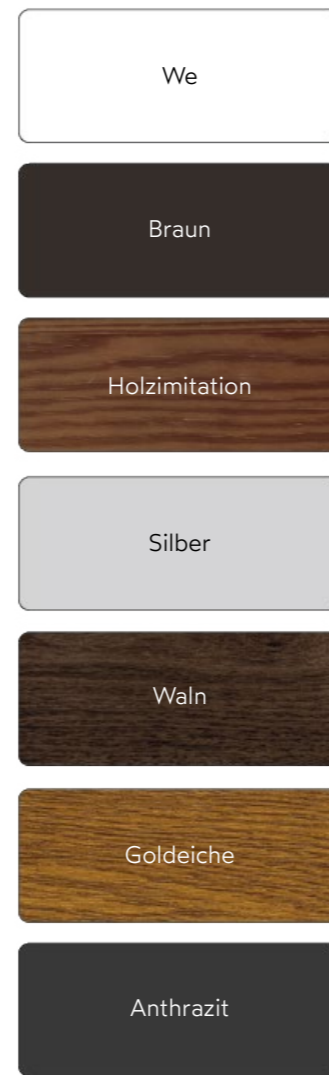 We
Braun
Holzimitation
Silber
Waln
Goldeiche
Anthrazit